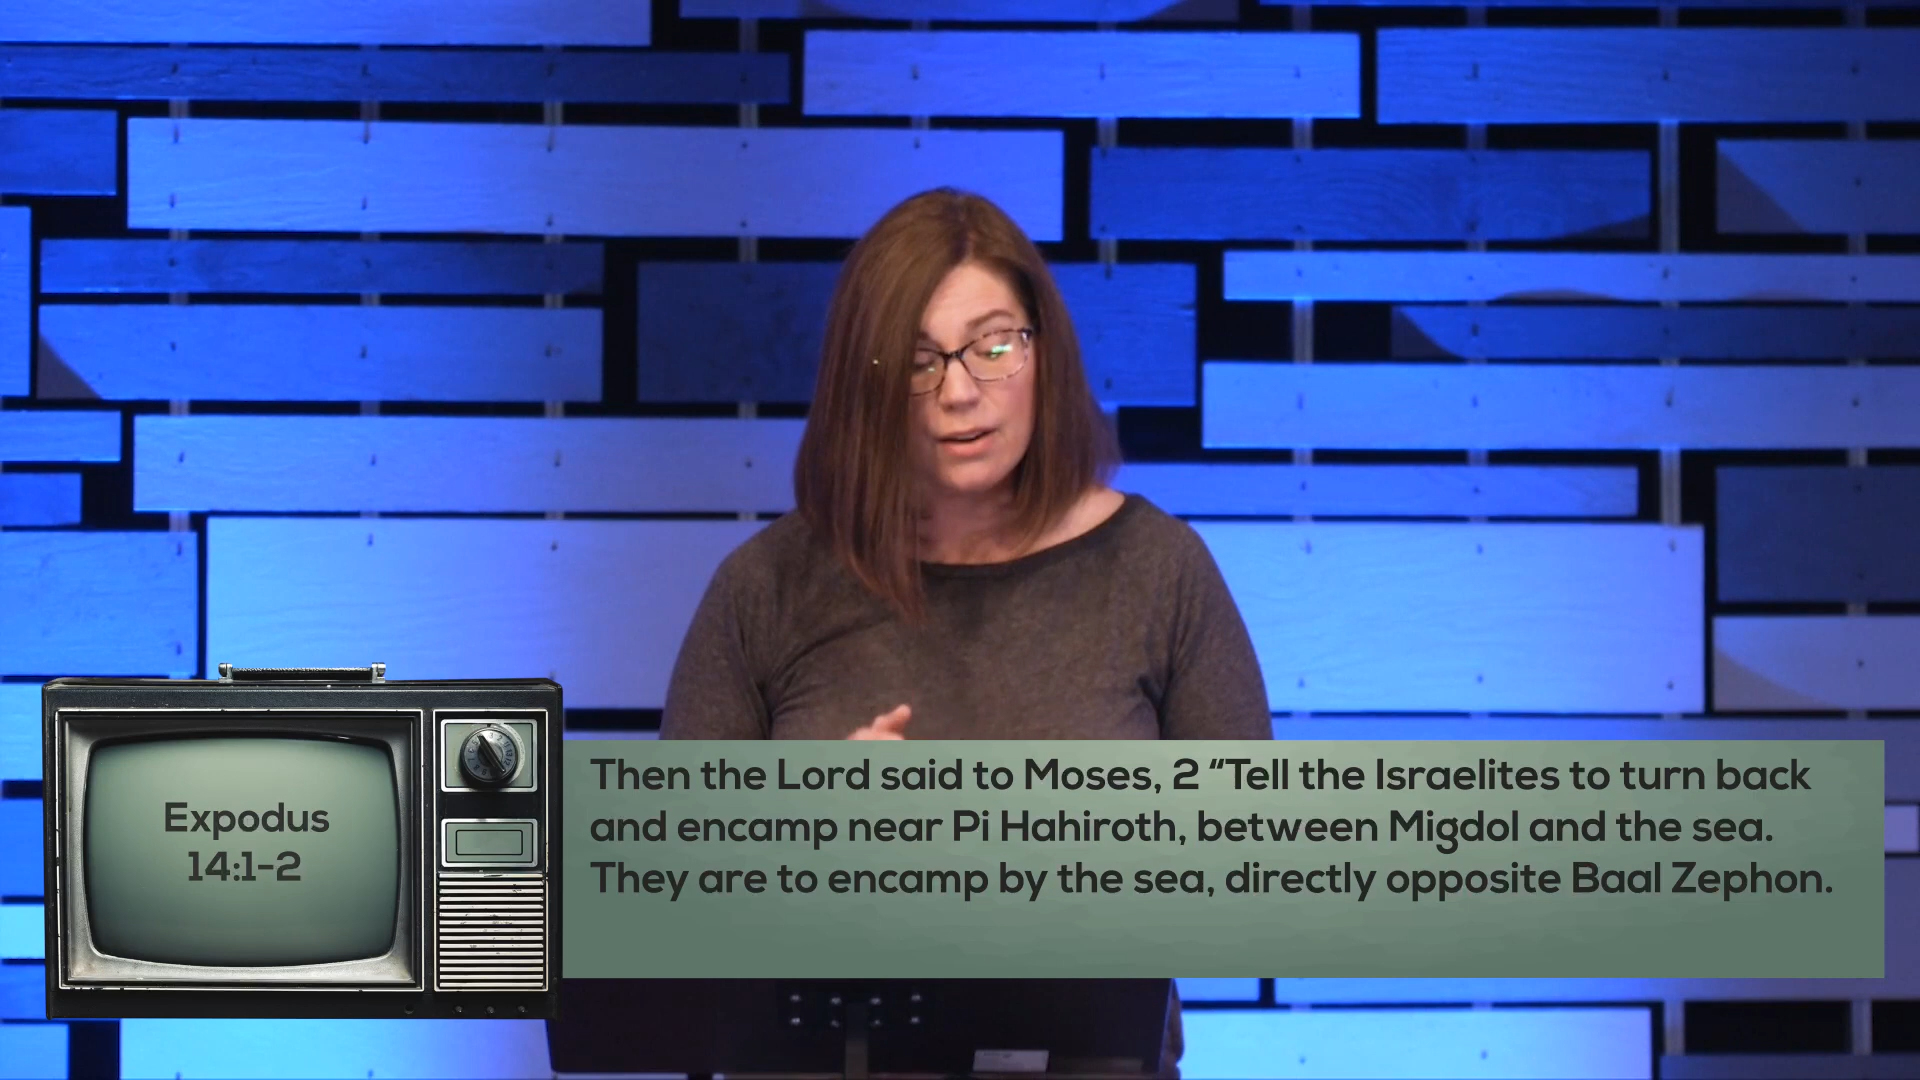 Expodus
14:1-2
Then the Lord said to Moses, 2 “Tell the Israelites to turn back
and encamp near Pi Hahiroth, between Migdol and the sea.
They are to encamp by the sea, directly opposite Baal Zephon.